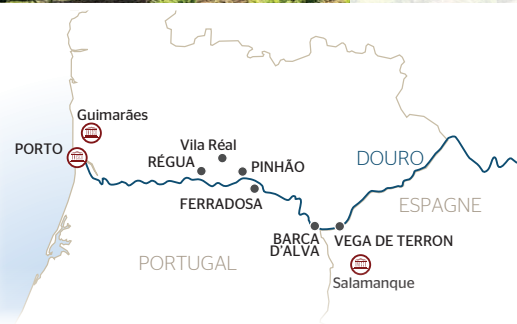 Guimarães
PORTO
Vila Réal
RÉGUA
PINHÃO
DOURO
FERRADOSA
ESPAGNE
BARCA
D'ALVA
VEGA DE TERRON
PORTUGAL
Salamanque